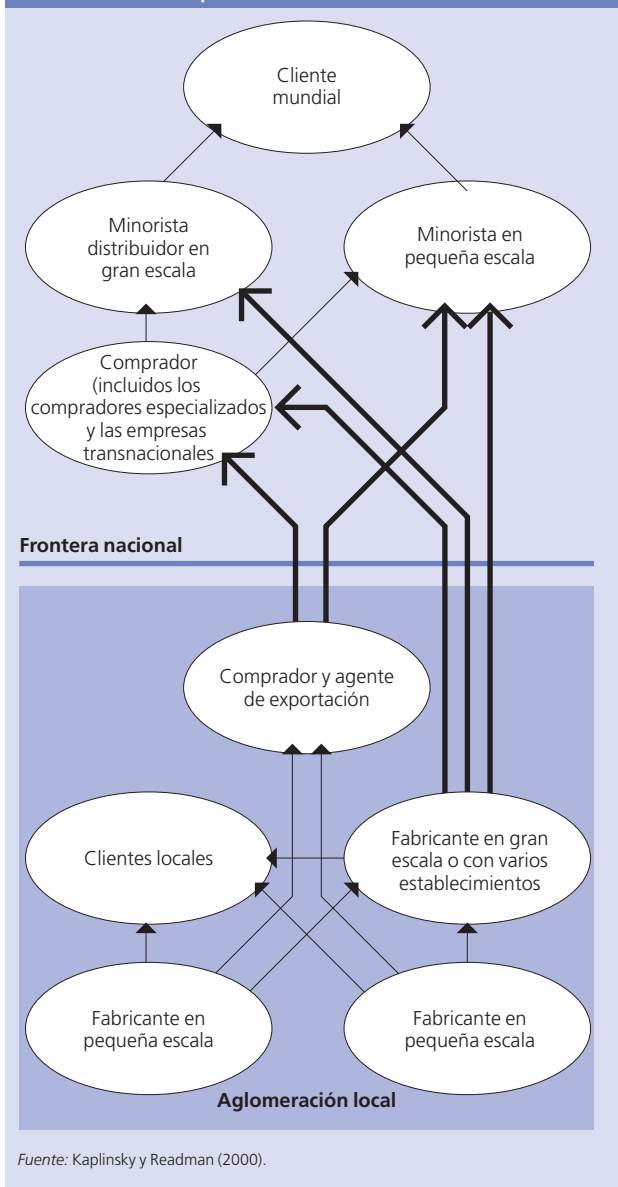 Cliente
mundial
Minorista
distribuidor en
gran escala
Minorista en
pequeña escala
Comprador
(incluidos los
compradores especializados
y las empresas
transnacionales
Frontera nacional
Comprador y agente
de exportación
Clientes locales
Fabricante en gran
escala o con varios
establecimientos
Fabricante en
pequeña escala
Fabricante en
pequeña escala
Aglomeración local
Fuente: Kaplinsky y Readman (2000).